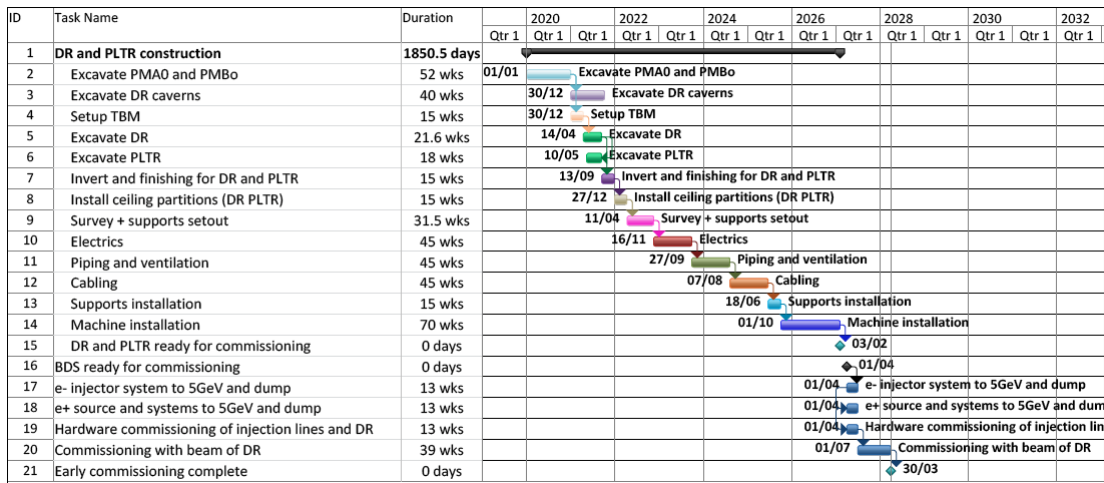 ID Task Name Duration 2020 2022 2024 2026 2028 2030 2032
Qtr 1 Qtr 1 Qtr 1 Qtr 1 Qtr 1 Qtr 1 Qtr 1 Qtr 1 Qtr 1 Qtr 1 Qtr 1 Qtr 1 Qtr 1 Qtr 1
1 DR and PLTR construction 1850.5 days
2 Excavate PMA0 and PMBo 52 wks 01/01 Excavate PMA0 and PMBo
3 Excavate DR caverns 40 wks 30/12 Excavate DR caverns
4 Setup TBM 15 wks 30/12 Setup TBM
5 Excavate DR 21.6 wks 14/04 Excavate DR
6 Excavate PLTR 18 wks 10/05 Excavate PLTR
7 Invert and finishing for DR and PLTR 15 wks 13/09 Invert and finishing for DR and PLTR
8 Install ceiling partitions (DR PLTR) 15 wks 27/12 Install ceiling partitions (DR PLTR)
9 Survey + supports setout 31.5 wks 11/04 Survey + supports setout
10 Electrics 45 wks 16/11 Electrics
11 Piping and ventilation 45 wks 27/09 Piping and ventilation
12 Cabling 45 wks 07/08 Cabling
13 Supports installation 15 wks 18/06 Supports installation
14 Machine installation 70 wks 01/10 Machine installation
15 DR and PLTR ready for commissioning 0 days 03/02
16 BDS ready for commissioning 0 days 01/04
17 e- injector system to 5GeV and dump 13 wks 01/04 e- injector system to 5GeV and dump
18 e+ source and systems to 5GeV and dump 13 wks 01/04 e+ source and systems to 5GeV and dum
19 Hardware commissioning of injection lines and DR 13 wks 01/04 Hardware commissioning of injection lin
20 Commissioning with beam of DR 39 wks 01/07 Commissioning with beam of DR
21 Early commissioning complete 0 days 30/03